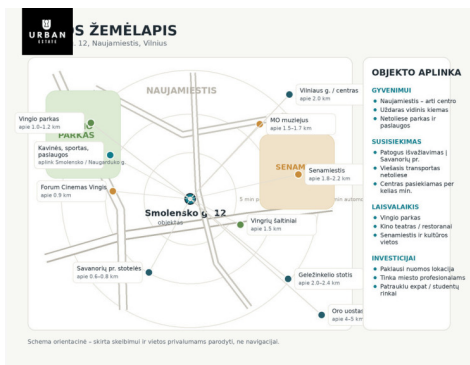 URBAN
ESTATE
OS ŽEMĖLAPIS
. 12, Naujamiestis, Vilnius
NAUJAMIESTIS
Vilniaus g. / centras
apie 2.0 km
Vingio parkas
apie 1.0–1.2 km
PARKAS
MO muziejus
apie 1.5–1.7 km
Kavinės, sportas,
paslaugos
aplink Smolensko / Naugarduko g.
SENAM
Senamiestis
apie 1.8–2.2 km
Forum Cinemas Vingis
apie 0.9 km
5 min p
min automo
Smolensko g. 12
objektas
Vingrių šaltiniai
apie 1.5 km
Savanorių pr. stotelės
apie 0.6–0.8 km
Geležinkelio stotis
apie 2.0–2.4 km
Oro uostas
apie 4–5 km
OBJEKTO APLINKA
GYVENIMUI
Naujamiestis – arti centro
Uždaras vidinis kiemas
Netoliese parkas ir
paslaugos
SUSISIEKIMAS
Patogus išvažiavimas į
Savanorių pr.
Viešasis transportas
netoliese
Centras pasiekiamas per
kelias min.
LAISVALAIKIS
Vingio parkas
Kino teatras / restoranai
Senamiestis ir kultūros
vietos
INVESTICIJAI
Paklausi nuomos lokacija
Tinka miesto profesionalams
Patrauklu expat / studentų
rinkai
Schema orientacinė – skirta skelbimui ir vietos privalumams parodyti, ne navigacijai.